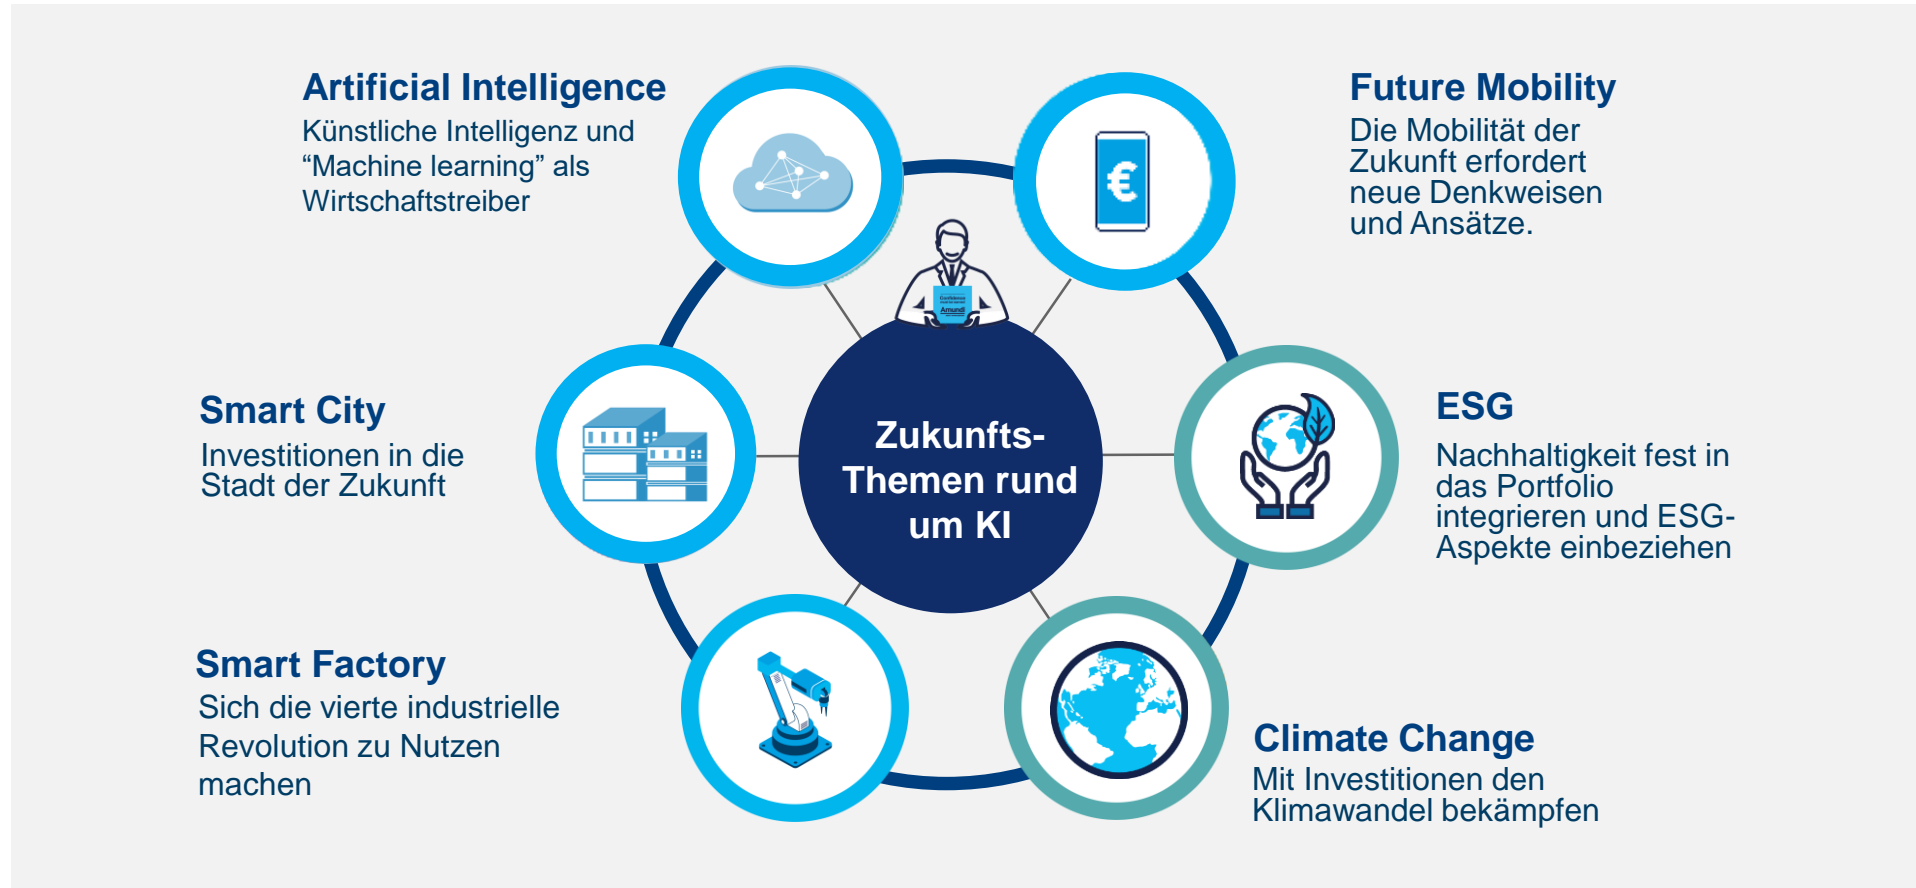 Artificial Intelligence
Künstliche Intelligenz und
“Machine learning” als
Wirtschaftstreiber
Future Mobility
Die Mobilität der
Zukunft erfordert
neue Denkweisen
und Ansätze.
€
Confidence
Amundi
Smart City
Investitionen in die
Stadt der Zukunft
Zukunfts-
Themen rund
um KI
ESG
Nachhaltigkeit fest in
das Portfolio
integrieren und ESG-
Aspekte einbeziehen
Smart Factory
Sich die vierte industrielle
Revolution zu Nutzen
machen
Climate Change
Mit Investitionen den
Klimawandel bekämpfen